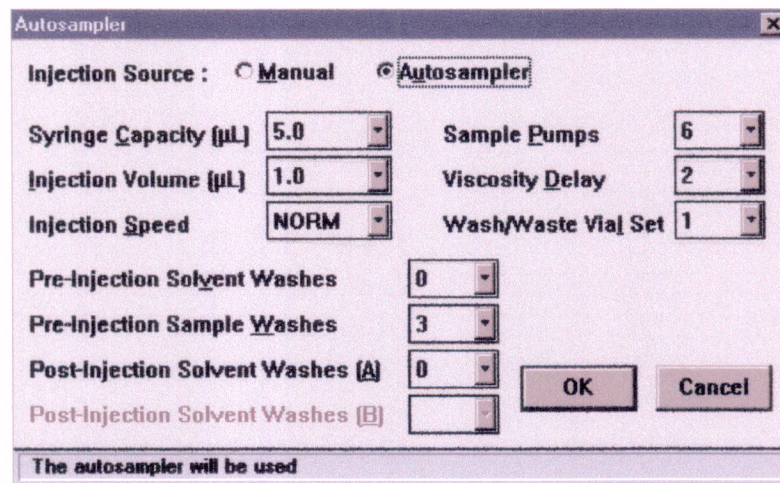 Autosampler
Injection Source : Manual Autosampler
Syringe Capacity (µL) 5.0 Sample Pumps 6
Injection Volume (µL) 1.0 Viscosity Delay 2
Injection Speed NORM Wash/Waste Vial Set 1
Pre-Injection Solvent Washes 0
Pre-Injection Sample Washes 3
Post-Injection Solvent Washes (A) 0
Post-Injection Solvent Washes (B)
OK Cancel
The autosampler will be used